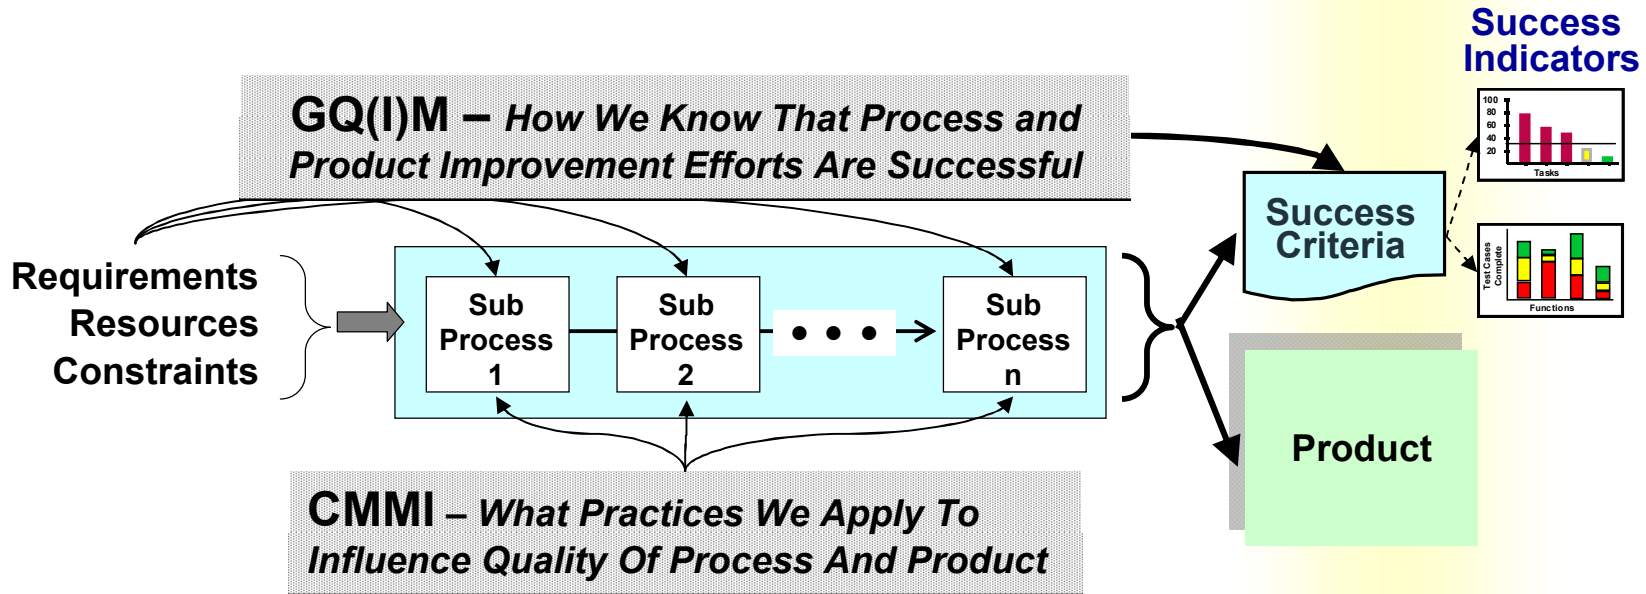 Success
Indicators
GQ(I)M – How We Know That Process and
Product Improvement Efforts Are Successful
100
80
60
40
20
Tasks
Success
Criteria
Test Cases
Complete
Functions
Requirements
Resources
Constraints
Sub
Process
1
Sub
Process
2
• • •
Sub
Process
n
Product
CMMI – What Practices We Apply To
Influence Quality Of Process And Product